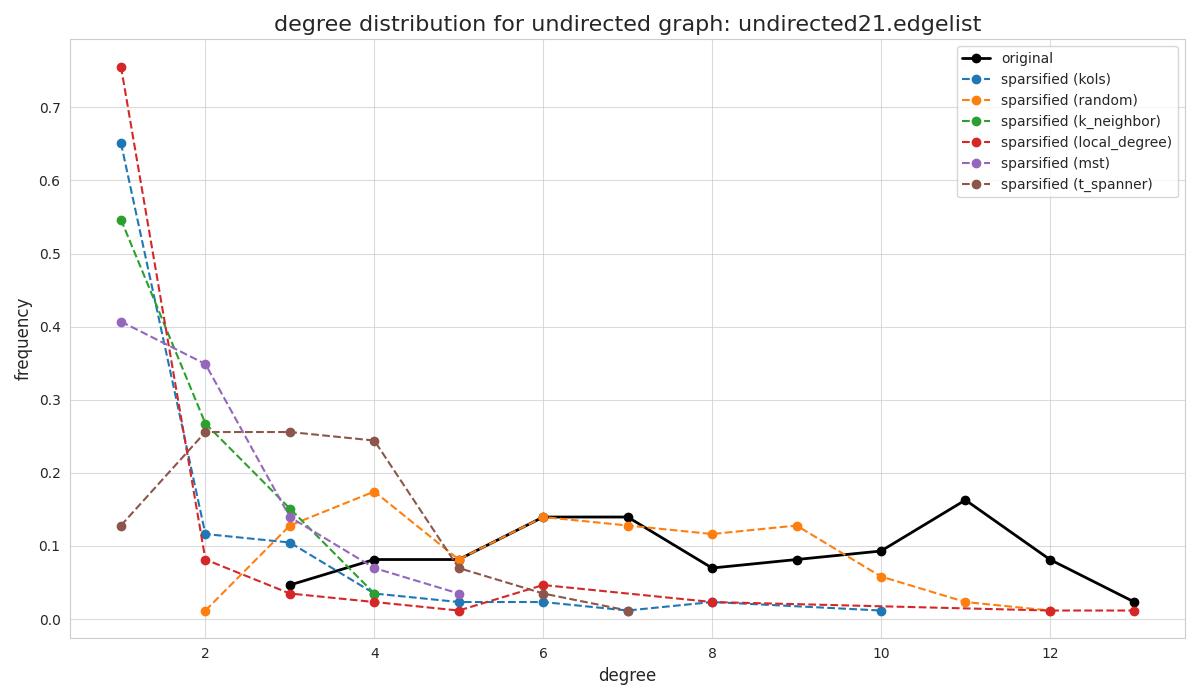 degree distribution for undirected graph: undirected21.edgelist
original
sparsified (kols)
sparsified (random)
sparsified (k_neighbor)
sparsified (local_degree)
sparsified (mst)
sparsified (t_spanner)
frequency
0.7
0.6
0.5
0.4
0.3
0.2
0.1
0.0
2 4 6 8 10 12
degree